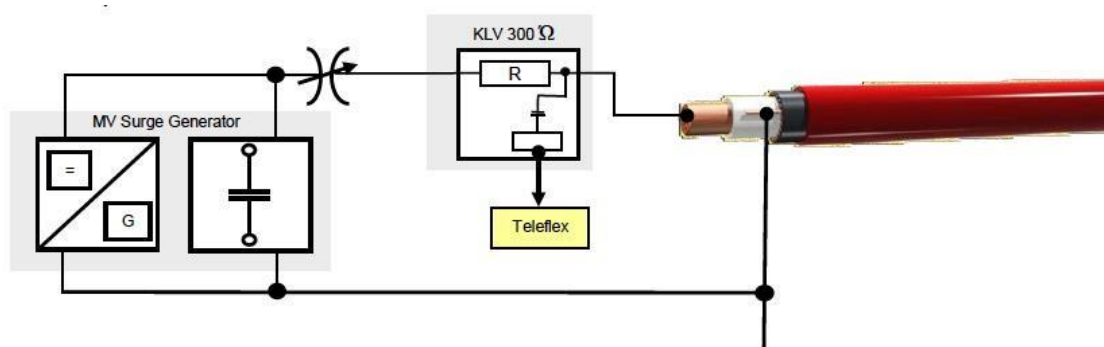 KLV 300 Ω
R
MV Surge Generator
=
G
Teleflex